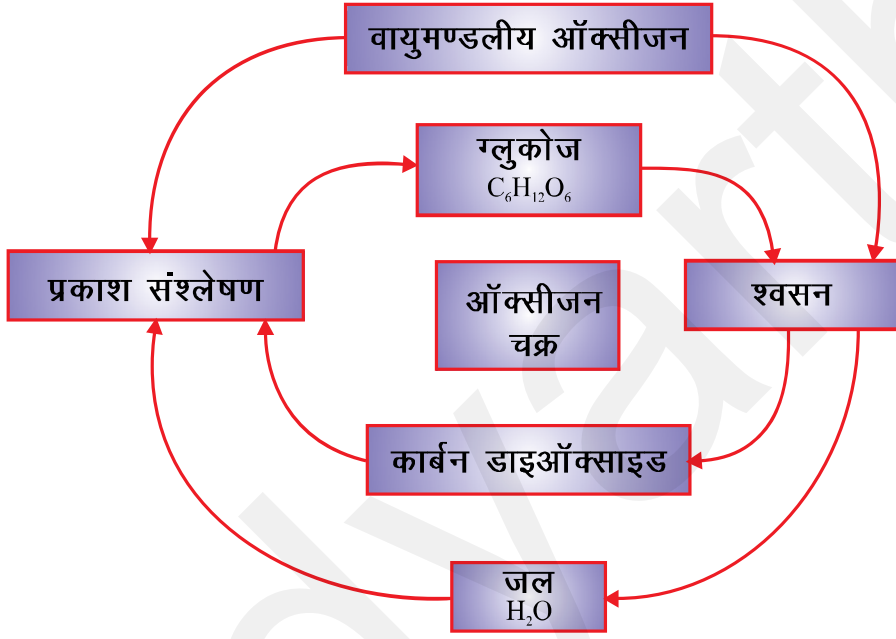 वायुमण्डलीय ऑक्सीजन
ग्लुकोज
C₆H₁₂O₆
प्रकाश संश्लेषण
ऑक्सीजन
चक्र
श्वसन
कार्बन डाइऑक्साइड
जल
H₂O